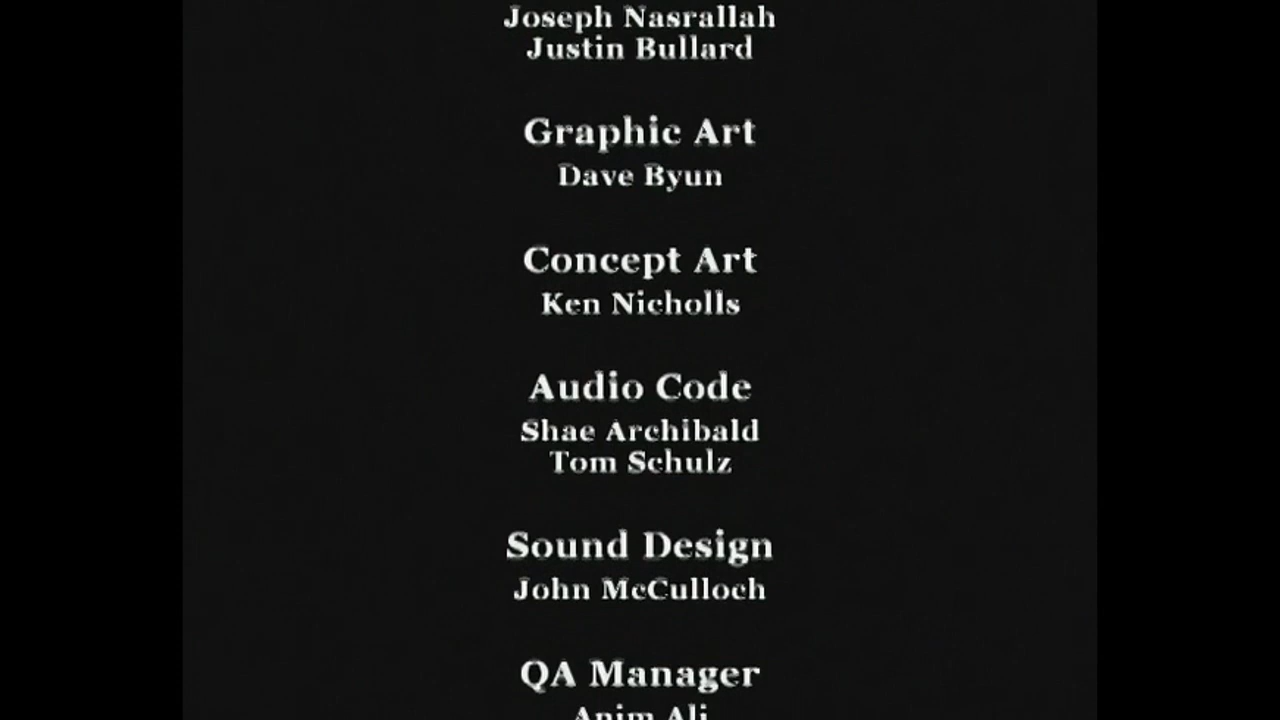 Joseph Nasrallah
Justin Bullard
Graphic Art
Dave Byun
Concept Art
Ken Nicholls
Audio Code
Shae Archibald
Tom Schulz
Sound Design
John McCulloch
QA Manager
Anim Ali